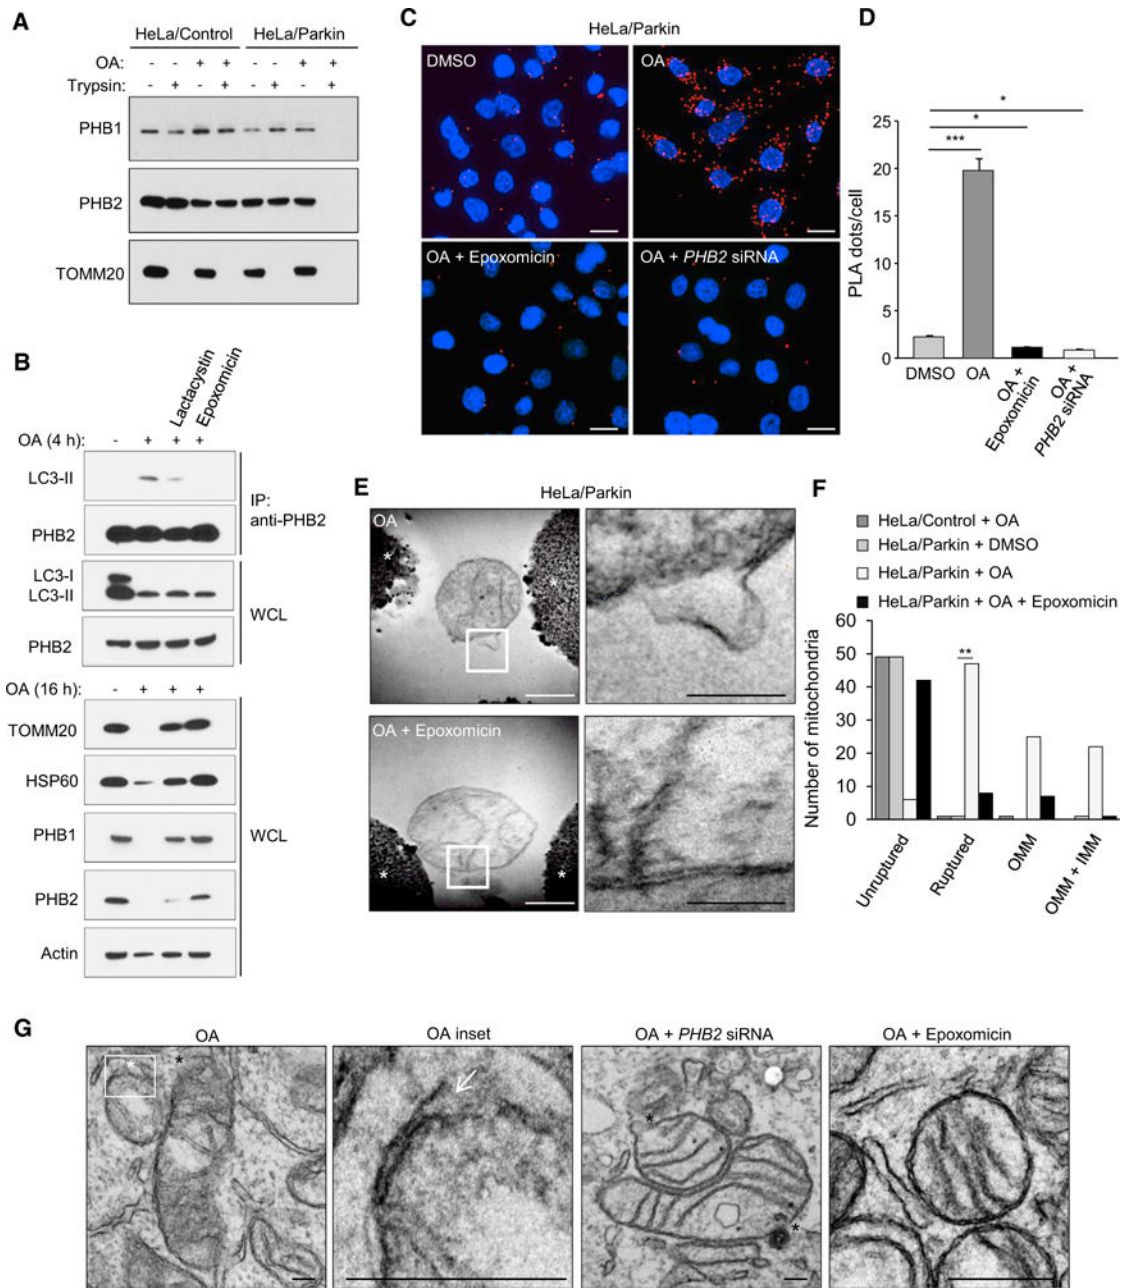 A
HeLa/Control HeLa/Parkin
OA: - - + + - - + +
Trypsin: - + - + - + - +
PHB1
PHB2
TOMM20
B
Lactacystin
Epoxomicin
OA (4 h): - + + +
LC3-II
PHB2
IP:
anti-PHB2
LC3-I
LC3-II
PHB2
WCL
OA (16 h): - + + +
TOMM20
HSP60
PHB1
PHB2
Actin
WCL
C
HeLa/Parkin
DMSO
OA
OA + Epoxomicin
OA + PHB2 siRNA
D
*
*
***
25
20
15
10
5
0
PLA dots/cell
DMSO
OA
OA +
Epoxomicin
OA +
PHB2 siRNA
E
HeLa/Parkin
OA
* *
OA + Epoxomicin
* *
F
HeLa/Control + OA
HeLa/Parkin + DMSO
HeLa/Parkin + OA
HeLa/Parkin + OA + Epoxomicin
60
50
40
30
20
10
0
**
Number of mitochondria
Unruptured
Ruptured
OMM
OMM + IMM
G
OA
* *
OA inset
OA + PHB2 siRNA
*
*
OA + Epoxomicin